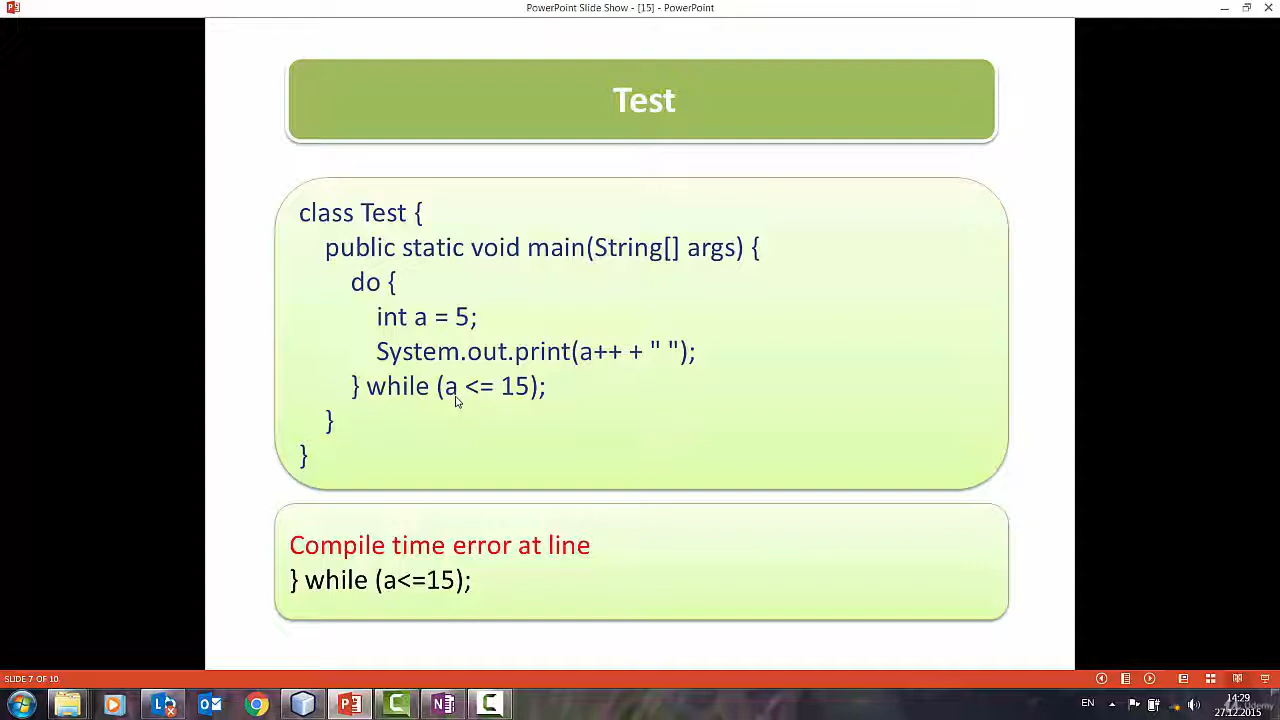 PowerPoint Slide Show - [15] - PowerPoint
Test
class Test {
public static void main(String[] args) {
do {
int a = 5;
System.out.print(a++ + " ");
} while (a <= 15);
}
}
Compile time error at line
} while (a<=15);
SLIDE 7 OF 10
EN
14:29
27.12.2015
Udemy